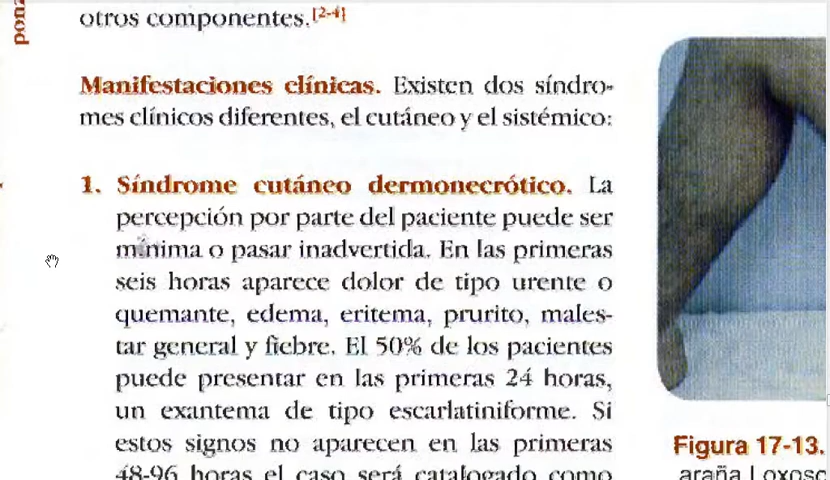 otros componentes.[2-4]
Manifestaciones clínicas. Existen dos síndro-
mes clínicos diferentes, el cutáneo y el sistémico:
1. Síndrome cutáneo dermonecrótico. La
percepción por parte del paciente puede ser
mínima o pasar inadvertida. En las primeras
seis horas aparece dolor de tipo urente o
quemante, edema, eritema, prurito, males-
tar general y fiebre. El 50% de los pacientes
puede presentar en las primeras 24 horas,
un exantema de tipo escarlatiniforme. Si
estos signos no aparecen en las primeras
48-96 horas el caso será catalogado como
Figura 17-13.
araña Loxosc